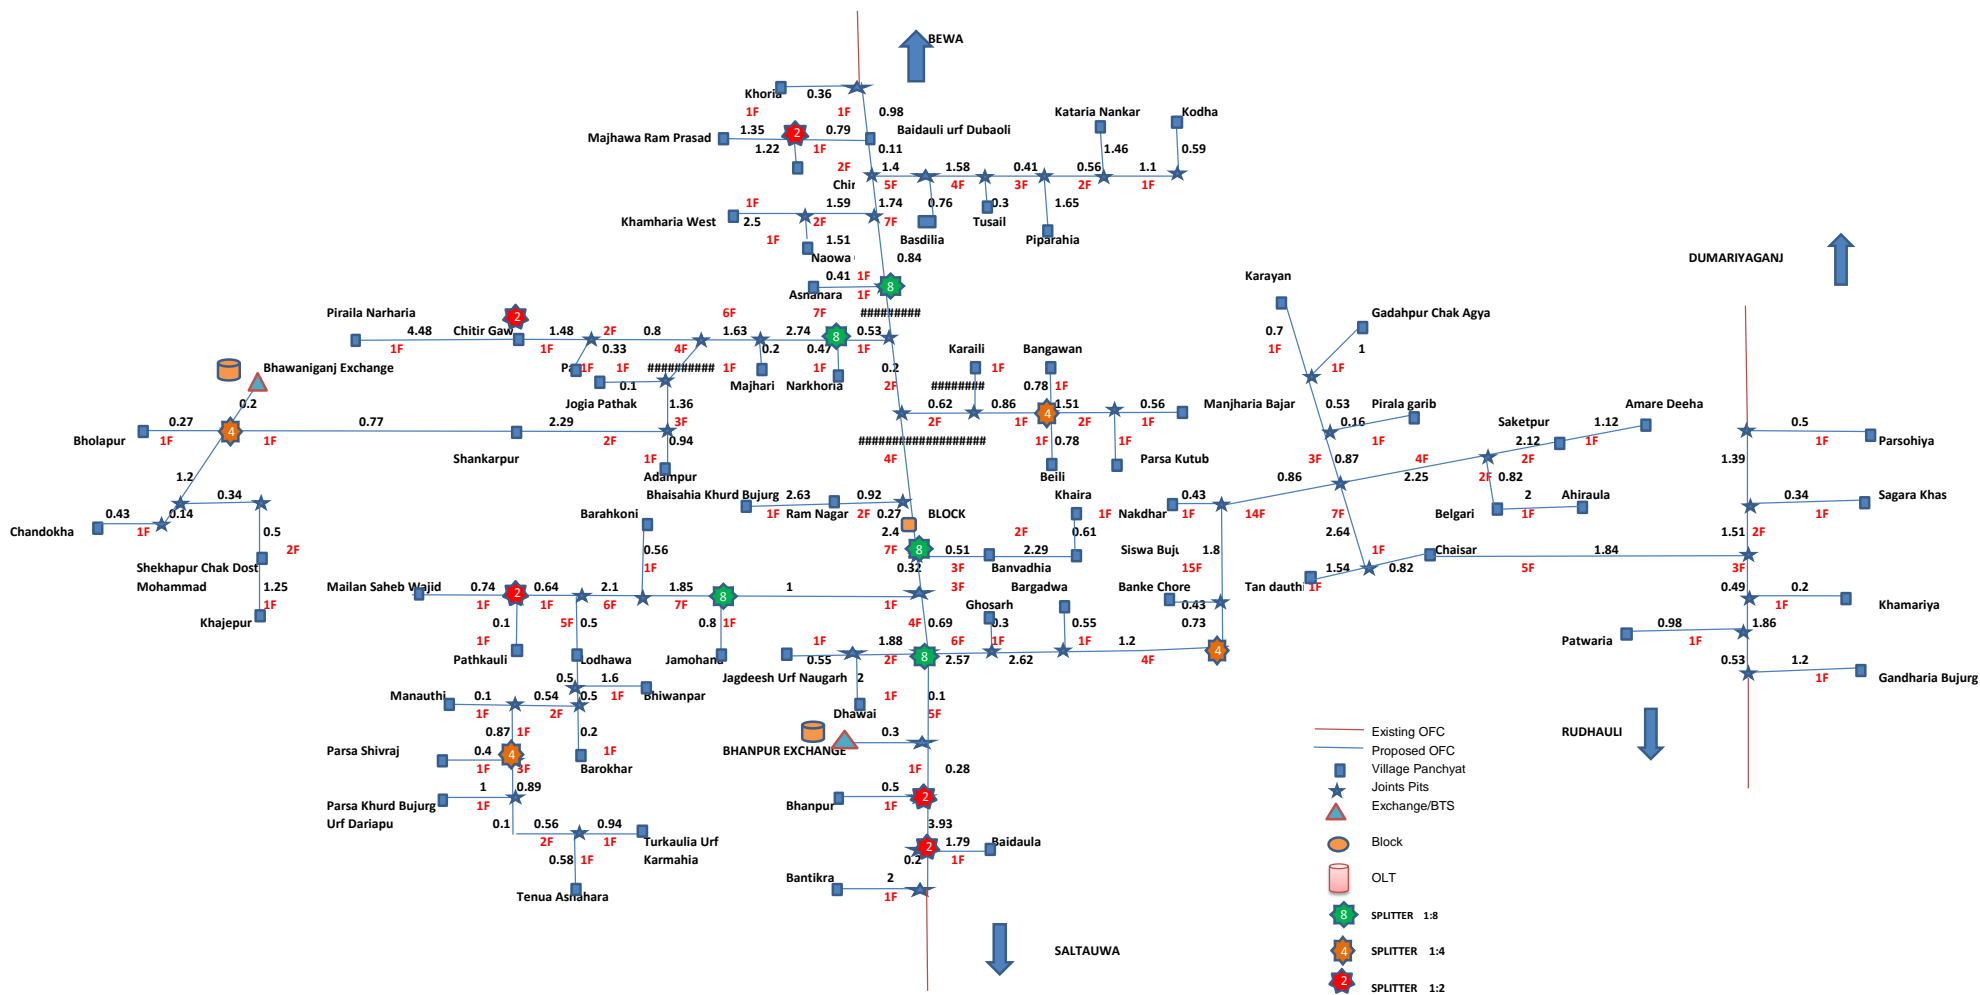 BEWA
Khoria 0.36
1F 1F 0.98
Kataria Nankar Kodha
Majhawa Ram Prasad 1.35 2 0.79 Baidauli urf Dubaoli
1.22 1F 0.11 1.46 0.59
2F 1.4 1.58 0.41 0.56 1.1
Chir 5F 4F 3F 2F 1F
1F 1.59 1.74 0.76 0.3 1.65
Khamharia West 2.5 2F 7F Tusail
1F 1.51 Basdilia Piparahia
Naowa 0.84
DUMARIYAGANJ
0.41 1F
8
Asnahara 1F
Karayan
6F 7F #########
Piraila Narharia 2
Gadahpur Chak Agya
4.48 Chitir Gaw 1.48 2F 0.8 1.63 2.74 8 0.53
0.7
1F 1F 0.33 4F 0.2 0.47 1F
1F 1
Karaili Bangawan
Bhawaniganj Exchange
Pa 1F 1F ########## 1F 1F 0.2 1F
1F
0.1 Majhari Narkhoria 2F ######## 0.78 1F
0.2
Jogia Pathak 1.36 0.62 0.86 4 1.51 0.56 Manjharia Bajar
0.53 Pirala garib Amare Deeha
0.27 4 0.77 2.29 3F 2F 1F 2F 1F
0.16 Saketpur 1.12
Bholapur 1F 1F 2F 0.94 ################### 1F 0.78 1F
1F 2.12 1F
0.5
1F Parsohiya
Shankarpur 1F 4F Parsa Kutub
3F 0.87 4F 2F
1.39
1.2 Adampur Beili
0.86 2.25 2F 0.82
Bhaisahia Khurd Bujurg 2.63 0.92 Khaira
0.34 0.43 2 Ahiraula 0.34 Sagara Khas
0.43 0.14 Barahkoni 1F Ram Nagar 2F 0.27 BLOCK 1F Nakdhar 1F 14F 7F Belgari 1F 1F
Chandokha 1F 0.5 2.4 2F 0.61 2.64 1.51 2F
2F 0.56 7F 8 0.51 2.29 Siswa Buju 1.8 1F Chaisar 1.84
Shekhapur Chak Dost 1F 0.32 3F Banvadhia 15F 1.54 0.82 5F 3F
Mohammad 1.25 Mailan Saheb Wajid 0.74 2 0.64 2.1 1.85 8 1 3F Bargadwa Banke Chore Tan dauthi 1F 0.49 0.2
1F 1F 1F 6F 7F 1F Ghosarh 0.43 1F Khamariya
Khajepur 0.1 5F 0.5 0.8 1F 4F 0.69 0.3 0.55 0.73 0.98 1.86
1F 1F 1.88 6F 1F 1F 1.2 Patwaria 1F
Pathkauli Lodhawa Jamohana 0.55 2F 8 2.57 2.62 4F 4 0.53 1.2
0.5 1.6 Jagdeesh Urf Naugarh 2 1F Gandharia Bujurg
Manauthi 0.1 0.54 0.5 1F Bhiwanpar 1F 0.1
1F 2F Dhawai 5F
0.87 1F 0.2 RUDHAULI
Existing OFC
Parsa Shivraj 0.4 4 1F BHANPUR EXCHANGE 0.3
Proposed OFC
1F 3F Barokhar 1F 0.28
Village Panchyat
1 0.89 0.5 2
Joints Pits
Parsa Khurd Bujurg 1F Bhanpur 1F
Exchange/BTS
Urf Dariapu 0.1 0.56 0.94 3.93
2F 1F Turkaulia Urf 2 1.79 Baidaula
Block
0.58 1F Karmahia 0.2 1F
Bantikra 2
OLT
Tenua Asnahara 1F
8 SPLITTER 1:8
SALTAUWA
4 SPLITTER 1:4
2 SPLITTER 1:2